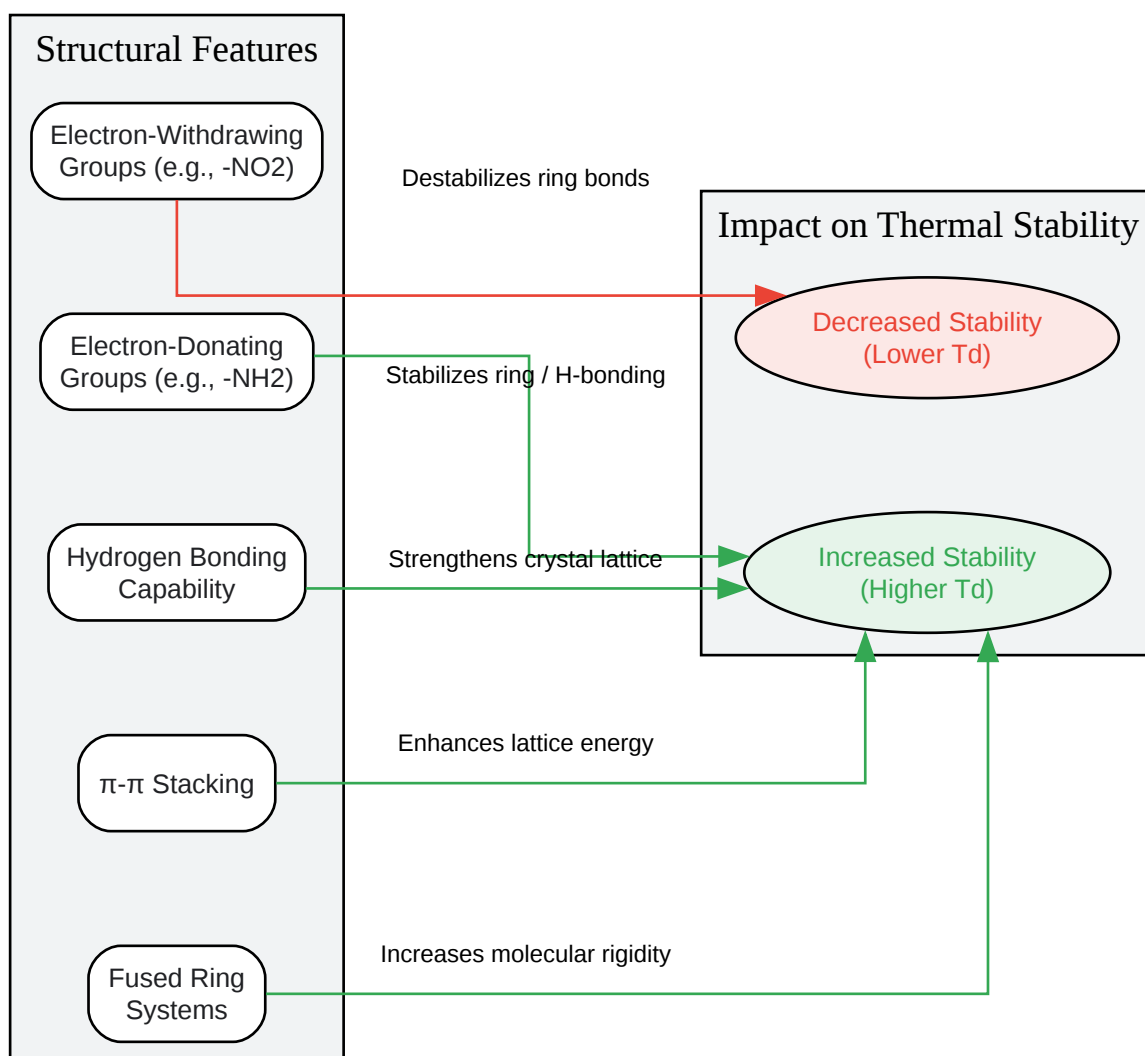 Structural Features
Electron-Withdrawing
Groups (e.g., -NO2)
Destabilizes ring bonds
Impact on Thermal Stability
Decreased Stability
(Lower Td)
Electron-Donating
Groups (e.g., -NH2)
Stabilizes ring / H-bonding
Hydrogen Bonding
Capability
Strengthens crystal lattice
Increased Stability
(Higher Td)
π-π Stacking
Enhances lattice energy
Fused Ring
Systems
Increases molecular rigidity